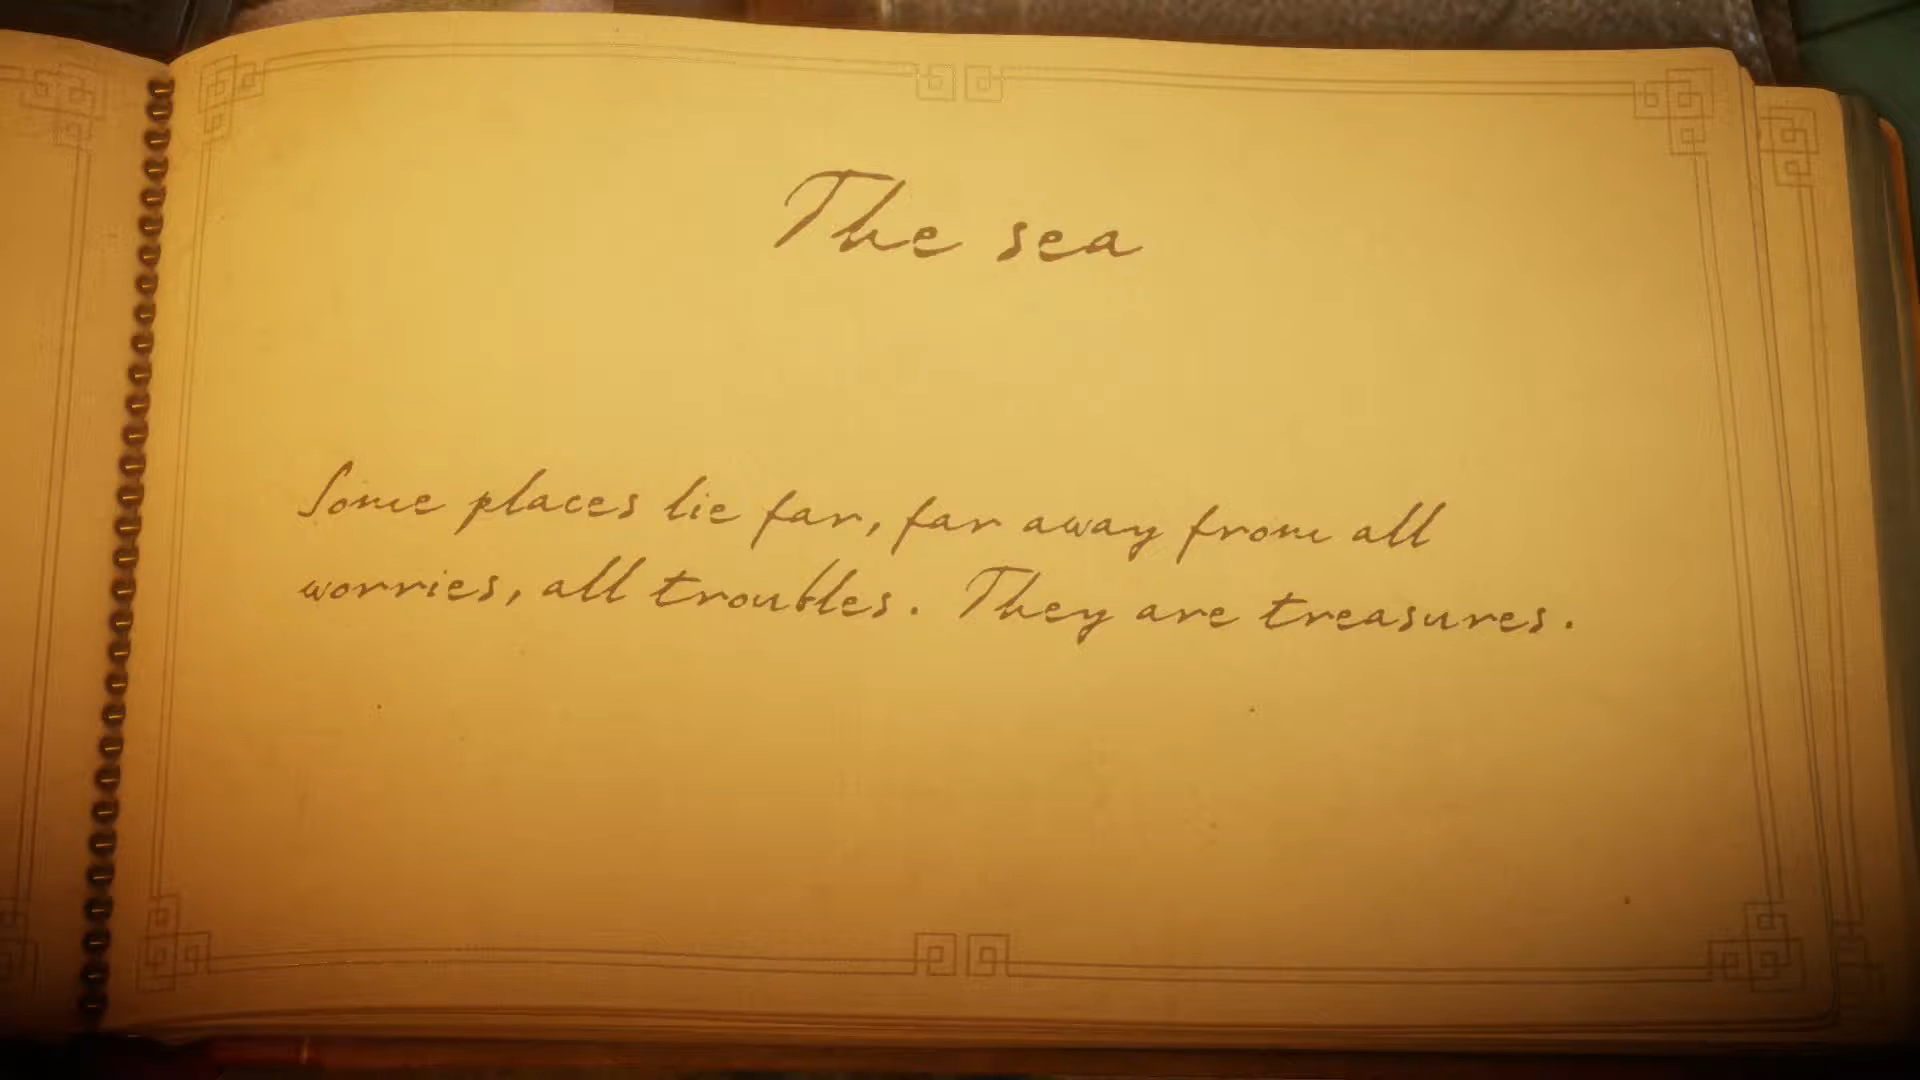 The sea
Some places lie far, far away from all
worries, all troubles. They are treasures.